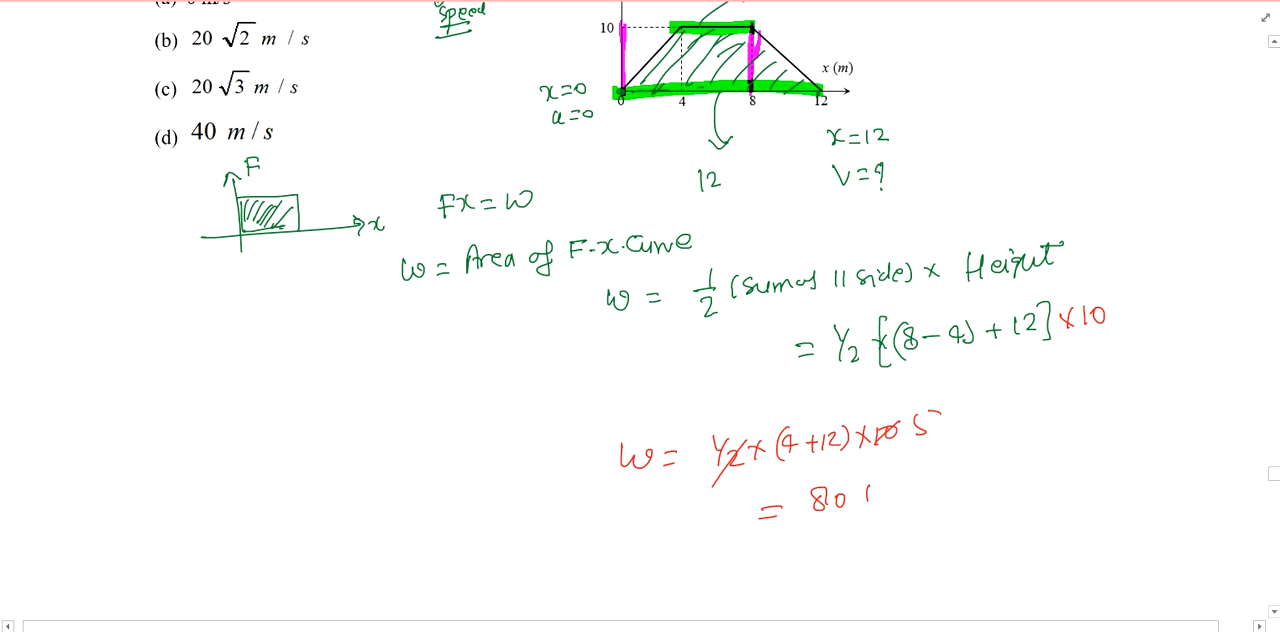 (b) 20 √2 m / s
(c) 20 √3 m / s
(d) 40 m / s
speed
10
x (m)
0 4 8 12
x=0
u=0
12
x=12
V=?
F
x
Fx = W
W = Area of F-x. Curve
W = 1/2 (sum of 11 side) x Height
= 1/2 x[(8-4) + 12] x 10
W = 1/2 x (4+12) x 10 5
= 80